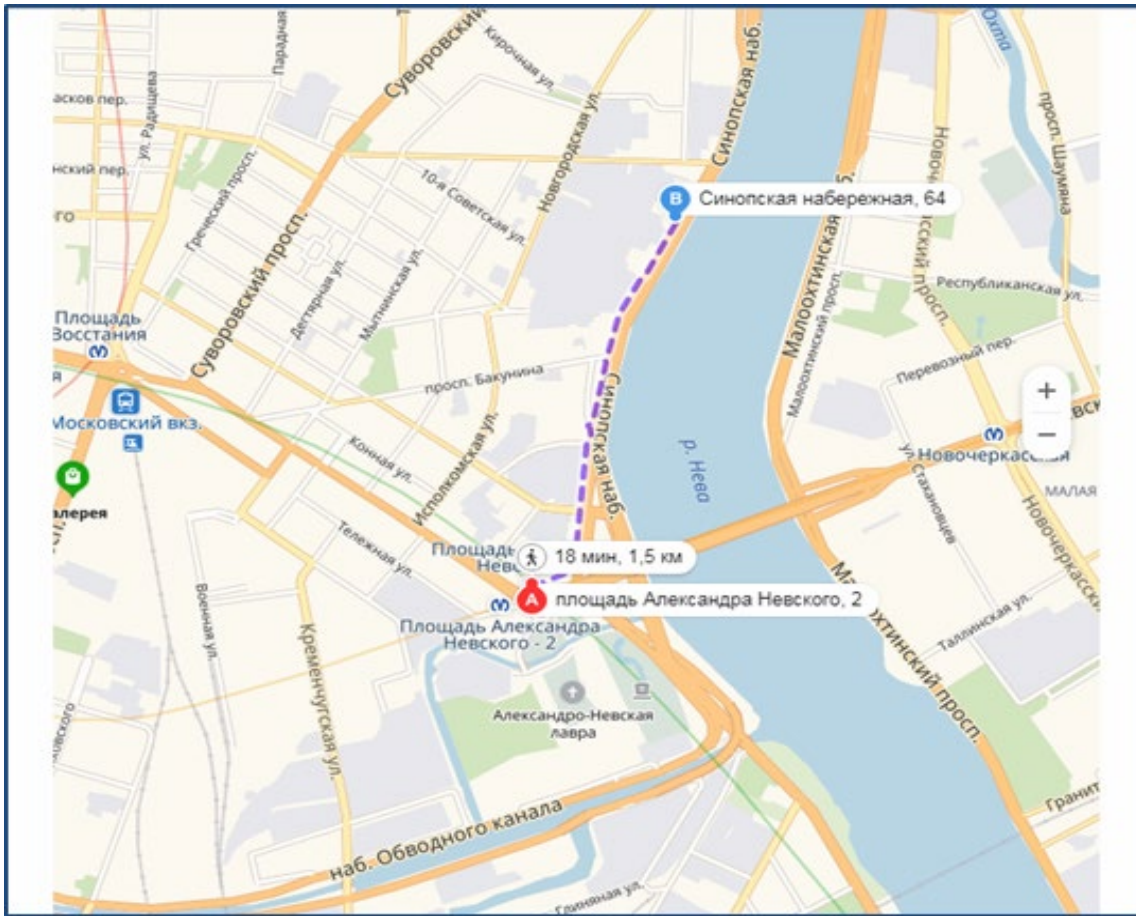 Суворовский
Кирочная ул.
Синопская наб.
Охта
Парадная
ул. Радищева
асков пер.
нский пер.
ого
Греческий просп.
10-я Советская ул.
Новгородская ул.
просп. Шаумяна
B
Синопская набережная, 64
Суворовский просп.
Дегтярная ул.
Мытнинская ул.
Малоохтинская
б.
Малоохтинский просп.
Республиканская ул.
Перевозный пер.
Площадь
Восстания
Московский вкз.
алерея
просп. Бакунина
Конная ул.
Исполкомская ул.
Тележная ул.
Синопская наб.
р. Нева
+
−
Новочеркасская
ул. Стахановцев
МАЛАЯ
Новочеркасски
Площадь
Невс
18 мин, 1,5 км
A
площадь Александра Невского, 2
Площадь Александра
Невского - 2
Военная ул.
Кременчугская ул.
Александро-Невская
лавра
Малоохтинский просп.
Таллинская ул.
ковского
наб. Обводного канала
Глиняная ул.
Гранит